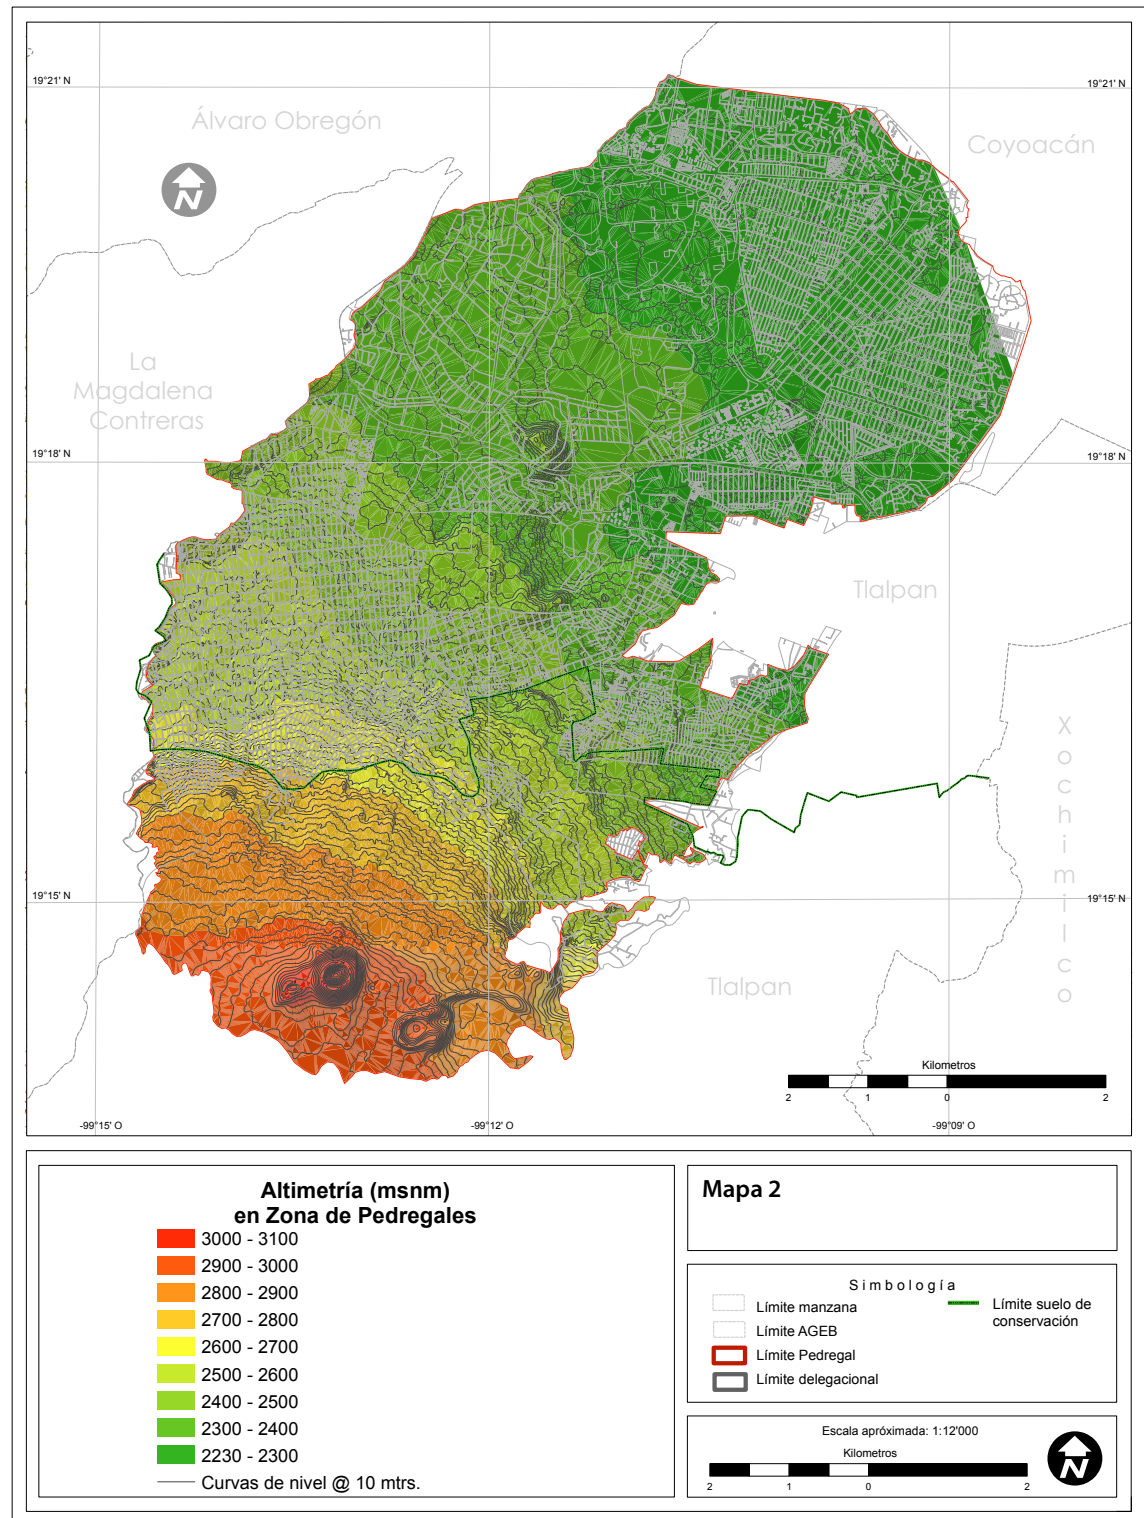 19°21' N
19°21' N
Álvaro Obregón
Coyoacán
N
La
Magdalena
Contreras
19°18' N
19°18' N
Tlalpan
Xochimilco
19°15' N
19°15' N
Tlalpan
Kilometros
2 1 0 2
-99°15' O
-99°12' O
-99°09' O
Altimetría (msnm)
en Zona de Pedregales
3000 - 3100
2900 - 3000
2800 - 2900
2700 - 2800
2600 - 2700
2500 - 2600
2400 - 2500
2300 - 2400
2230 - 2300
Curvas de nivel @ 10 mtrs.
Mapa 2
Simbología
Límite manzana
Límite AGEB
Límite Pedregal
Límite delegacional
Límite suelo de
conservación
Escala apróximada: 1:12'000
Kilometros
2 1 0 2
N